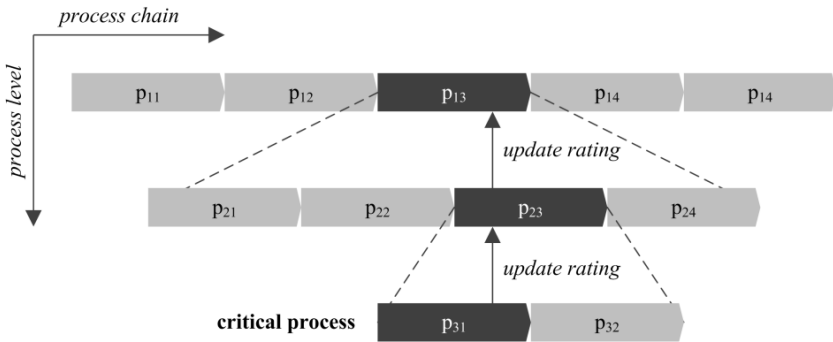 process chain
process level
p11 p12 p13 p14 p14
update rating
p21 p22 p23 p24
update rating
critical process p31 p32